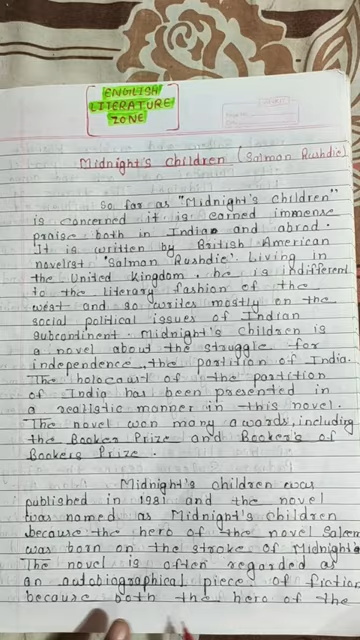 ENGLISH
LITERATURE
ZONE
Midnight's Children (Salman Rushdie)
So far as "Midnight's Children"
is concerned it is earned immense
praise both in India and abrod.
It is written by British American
novelist 'Salman Rushdie'. Living in
the United Kingdom. he is indifferent
to the literary fashion of the
west and so writes mostly on the
social political issues of Indian
subcontinent. Midnight's Children is
a novel about the struggle for
independence, the partition of India.
The holocaust of the partition
of India has been presented in
a realistic manner in this novel.
The novel won many awords, including
the Booker Prize and Booker's of
Bookers Prize.
Midnight's children was
published in 1981 and the novel
was named as Midnight's Children
because the hero of the novel Saleem
was born on the stroke of Midnight
The novel is often regarded as
an autobiographical piece of fiction
because both the hero of the